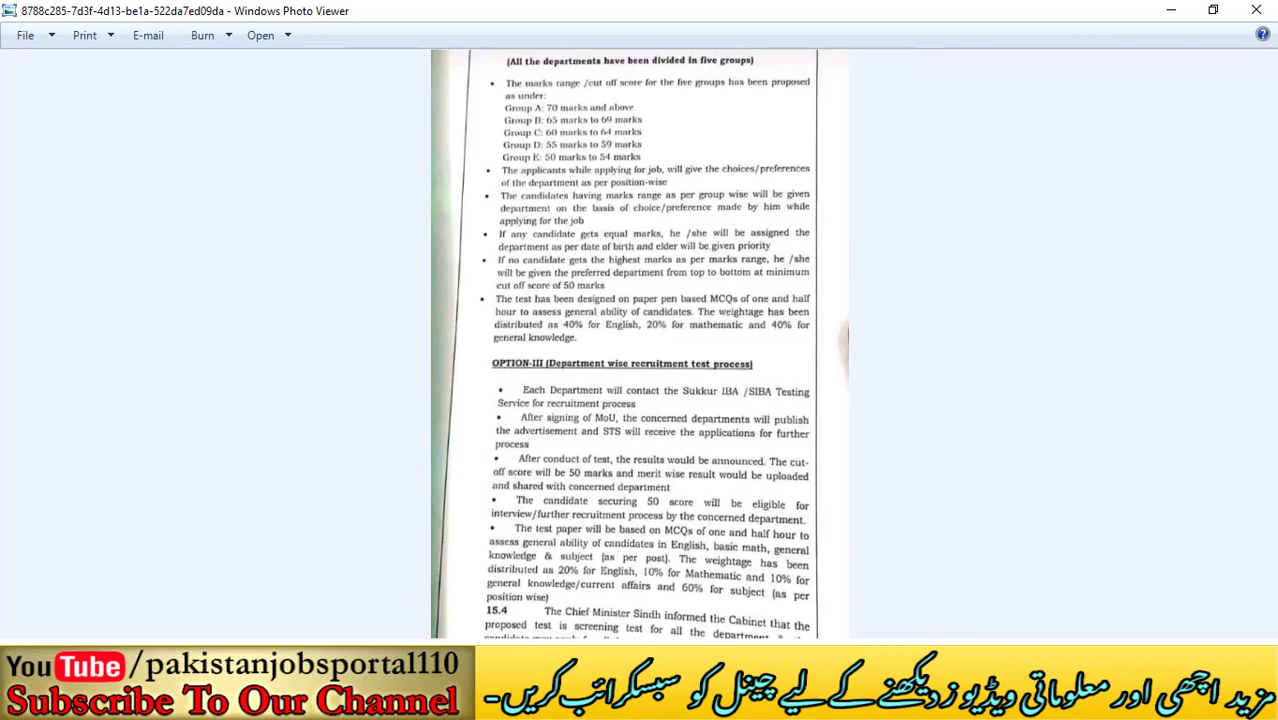 8788c285-7d3f-4d13-be1a-522da7ed09da - Windows Photo Viewer
File Print E-mail Burn Open
(All the departments have been divided in five groups)
• The marks range /cut off score for the five groups has been proposed
as under:
Group A: 70 marks and above
Group B: 65 marks to 69 marks
Group C: 60 marks to 64 marks
Group D: 55 marks to 59 marks
Group E: 50 marks to 54 marks
• The applicants while applying for job, will give the choices/preferences
of the department as per position-wise
• The candidates having marks range as per group wise will be given
department on the basis of choice/preference made by him while
applying for the job
• If any candidate gets equal marks, he /she will be assigned the
department as per date of birth and elder will be given priority
• If no candidate gets the highest marks as per marks range, he /she
will be given the preferred department from top to bottom at minimum
cut off score of 50 marks
• The test has been designed on paper pen based MCQs of one and half
hour to assess general ability of candidates. The weightage has been
distributed as 40% for English, 20% for mathematic and 40% for
general knowledge.
OPTION-III (Department wise recruitment test process)
• Each Department will contact the Sukkur IBA /SIBA Testing
Service for recruitment process
• After signing of MoU, the concerned departments will publish
the advertisement and STS will receive the applications for further
process
• After conduct of test, the results would be announced. The cut-
off score will be 50 marks and merit wise result would be uploaded
and shared with concerned department
• The candidate securing 50 score will be eligible for
interview/further recruitment process by the concerned department.
• The test paper will be based on MCQs of one and half hour to
assess general ability of candidates in English, basic math, general
knowledge & subject (as per post). The weightage has been
distributed as 20% for English, 10% for Mathematic and 10% for
general knowledge/current affairs and 60% for subject (as per
position wise)
15.4 The Chief Minister Sindh informed the Cabinet that the
proposed test is screening test for all the department &
You Tube /pakistanjobsportal110
Subscribe To Our Channel
مزید اچھی اور معلوماتی ویڈیوز دیکھنے کے لیے چینل کو سبسکرائب کریں۔